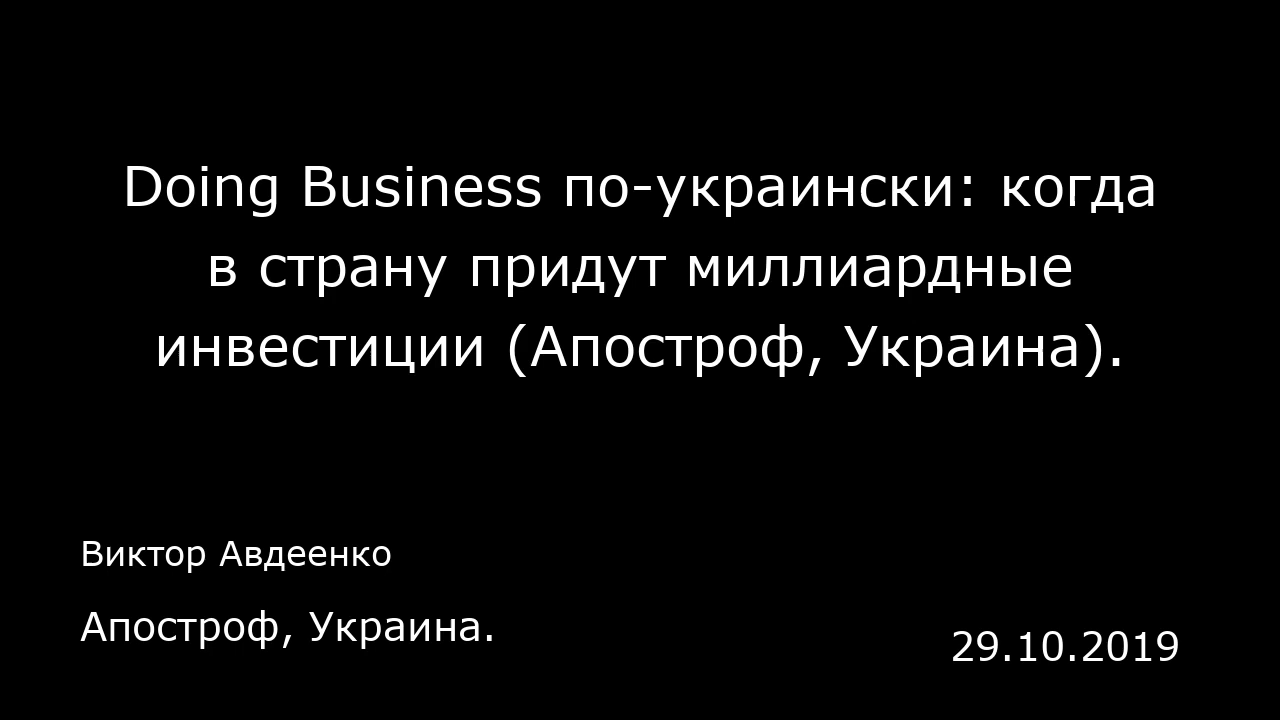 Doing Business по-украински: когда
в страну придут миллиардные
инвестиции (Апостроф, Украина).
Виктор Авдеенко
Апостроф, Украина.
29.10.2019